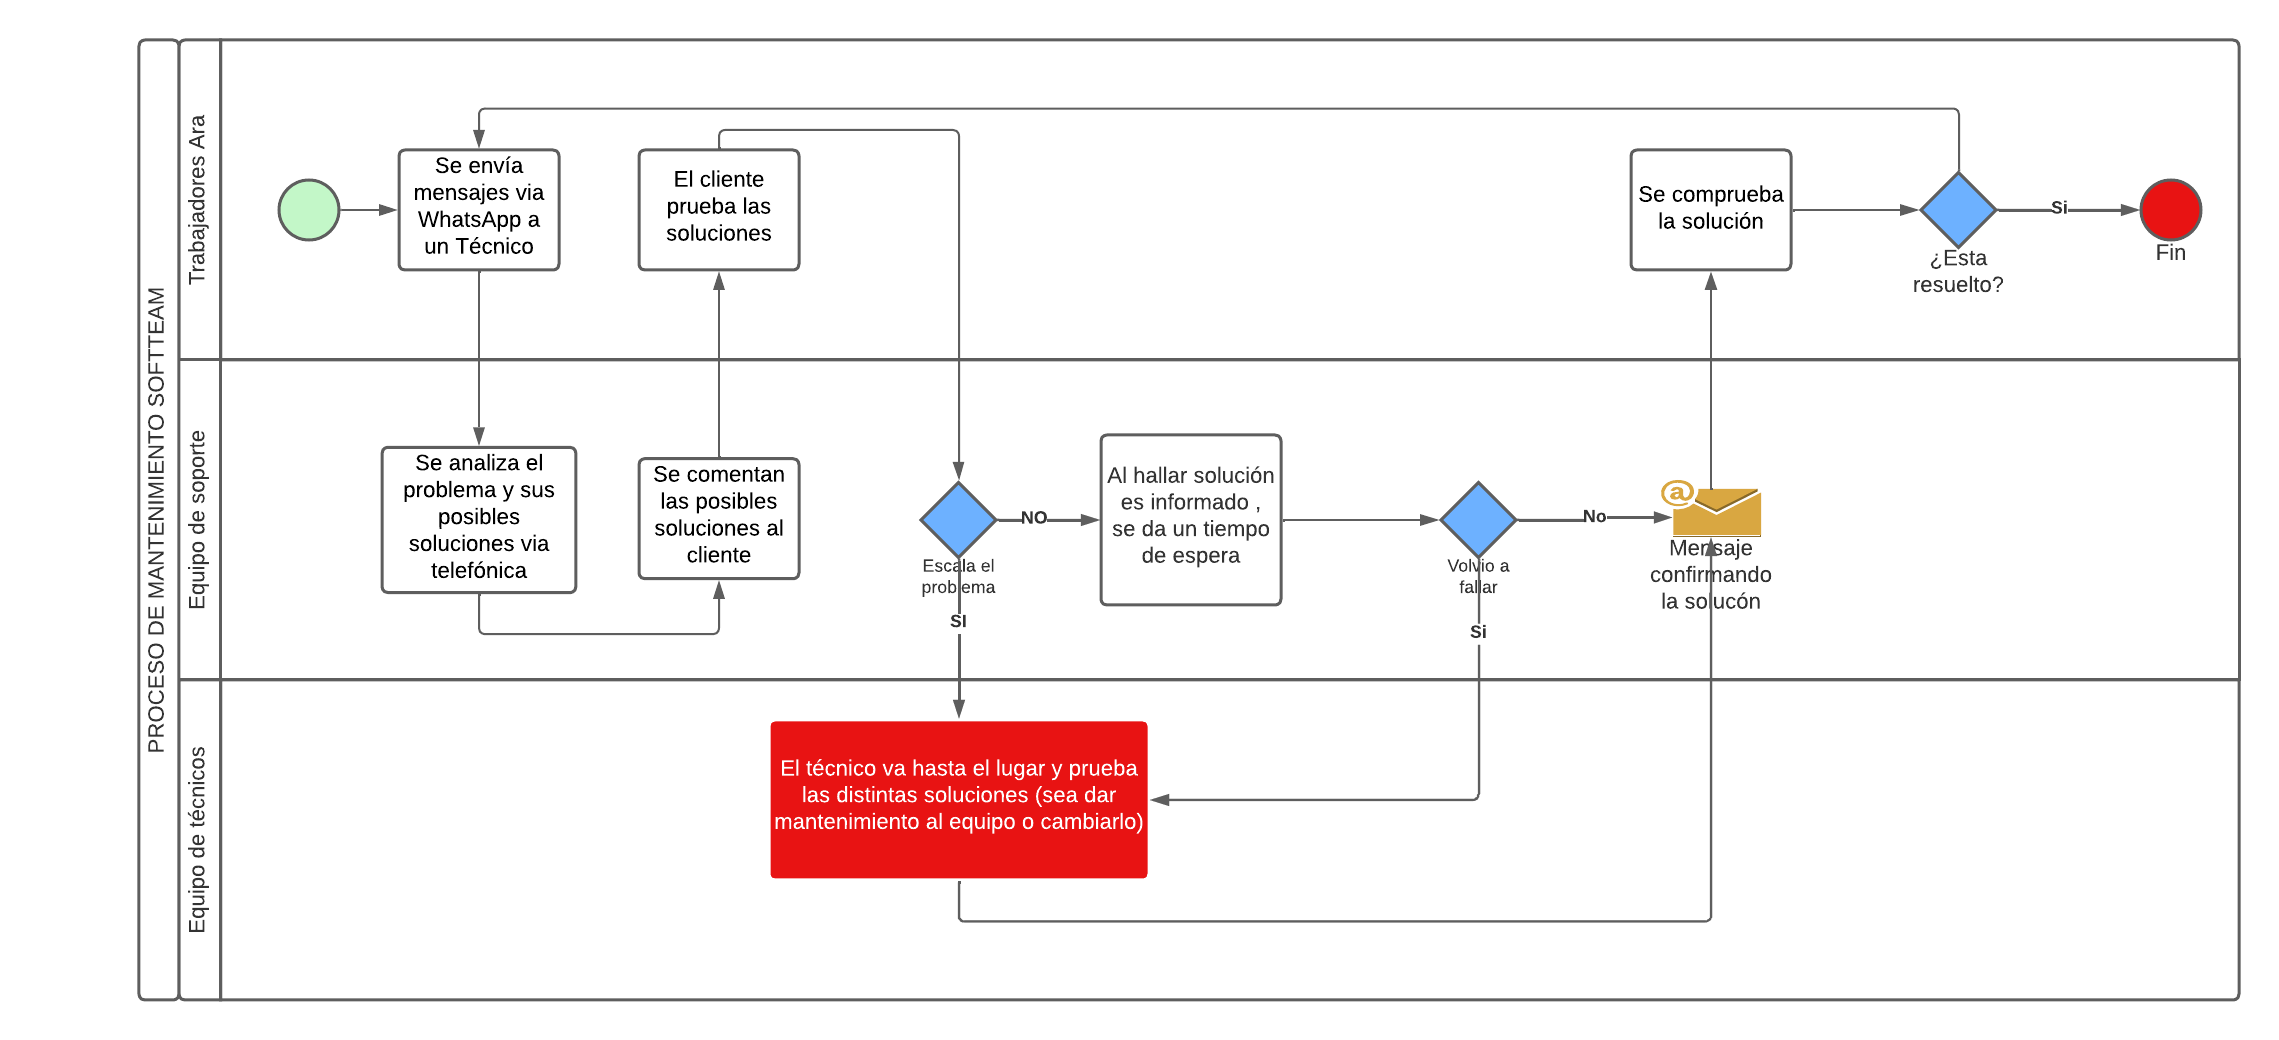 PROCESO DE MANTENIMIENTO SOFTTEAM
Trabajadores Ara
Se envía
mensajes via
WhatsApp a
un Técnico
El cliente
prueba las
soluciones
Se comprueba
la solución
¿Esta
resuelto?
Si
Fin
Equipo de soporte
Se analiza el
problema y sus
posibles
soluciones via
telefónica
Se comentan
las posibles
soluciones al
cliente
Escala el
problema
NO
SI
Al hallar solución
es informado ,
se da un tiempo
de espera
Volvio a
fallar
No
Si
@
Mensaje
confirmando
la solucón
Equipo de técnicos
El técnico va hasta el lugar y prueba
las distintas soluciones (sea dar
mantenimiento al equipo o cambiarlo)